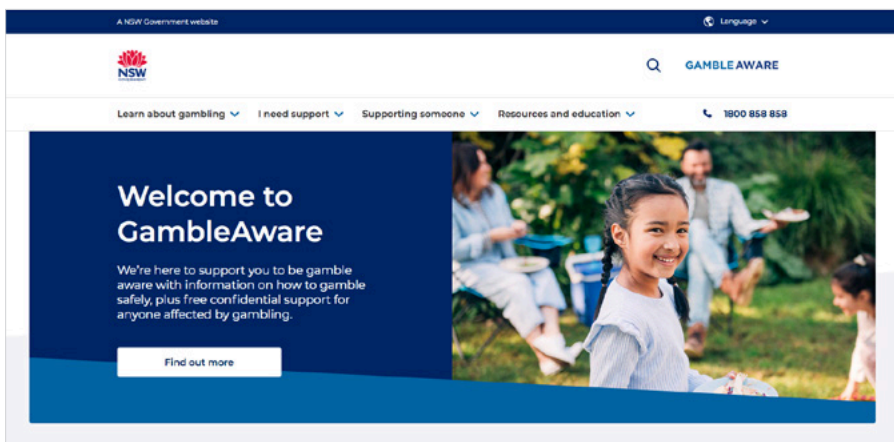 A NSW Government website
Language
NSW
GAMBLEAWARE
Learn about gambling
I need support
Supporting someone
Resources and education
1800 858 858
Welcome to
GambleAware
We're here to support you to be gamble
aware with information on how to gamble
safely, plus free confidential support for
anyone affected by gambling.
Find out more